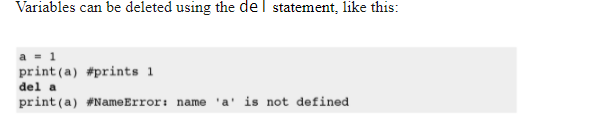 Variables can be deleted using the del statement, like this:
a = 1
print(a) #prints 1
del a
print(a) #NameError: name 'a' is not defined